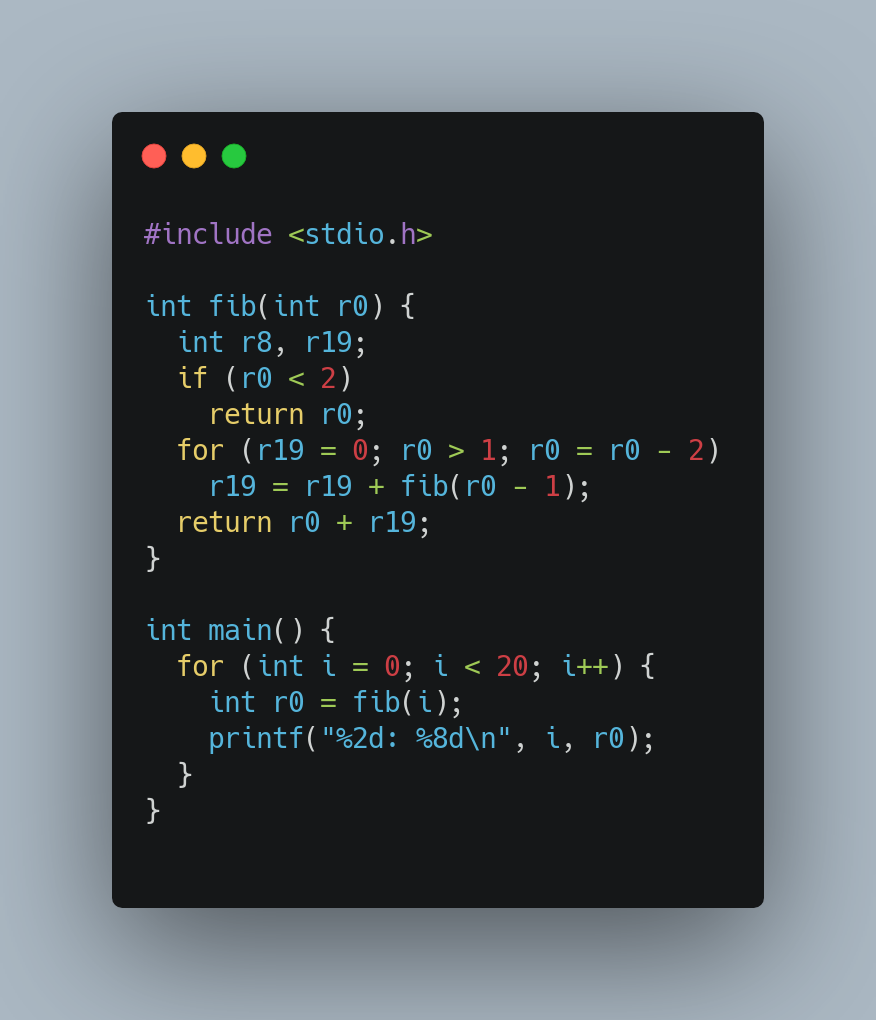 #include <stdio.h>

int fib(int r0) {
  int r8, r19;
  if (r0 < 2)
    return r0;
  for (r19 = 0; r0 > 1; r0 = r0 - 2)
    r19 = r19 + fib(r0 - 1);
  return r0 + r19;
}

int main() {
  for (int i = 0; i < 20; i++) {
    int r0 = fib(i);
    printf("%2d: %8d\n", i, r0);
  }
}